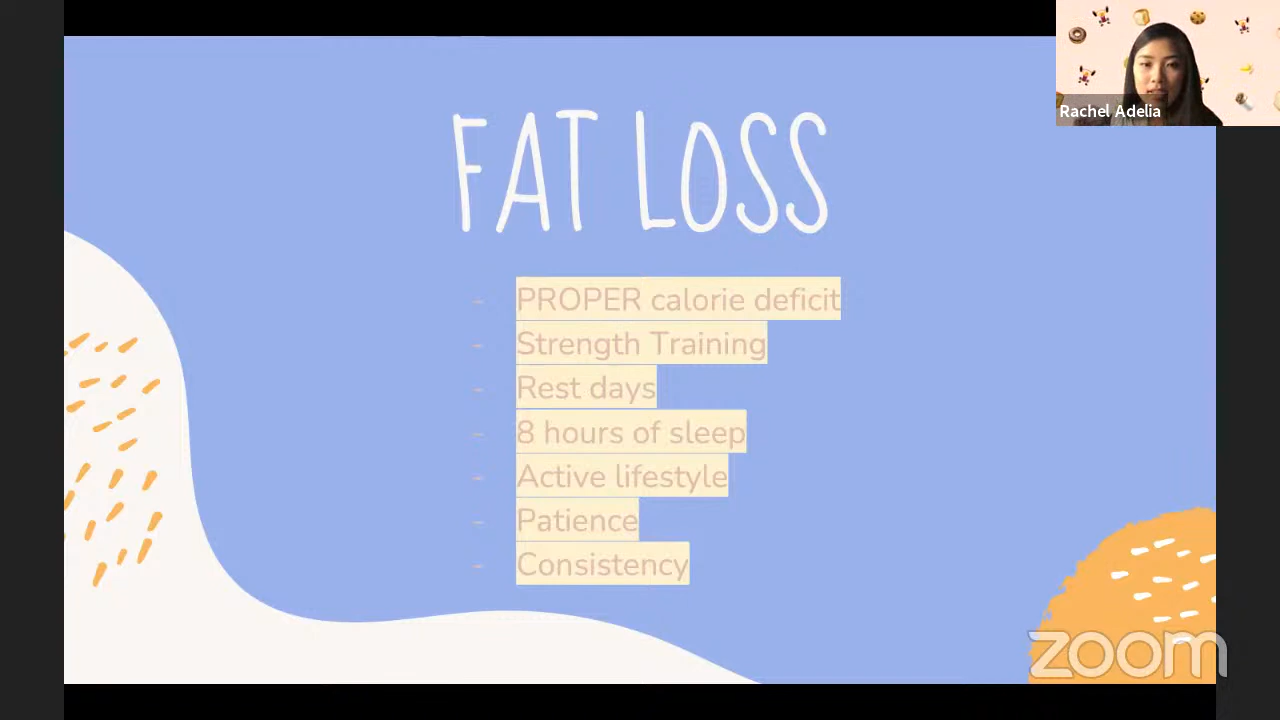 Rachel Adelia
FAT LOSS
- PROPER calorie deficit
- Strength Training
- Rest days
- 8 hours of sleep
- Active lifestyle
- Patience
- Consistency
zoom